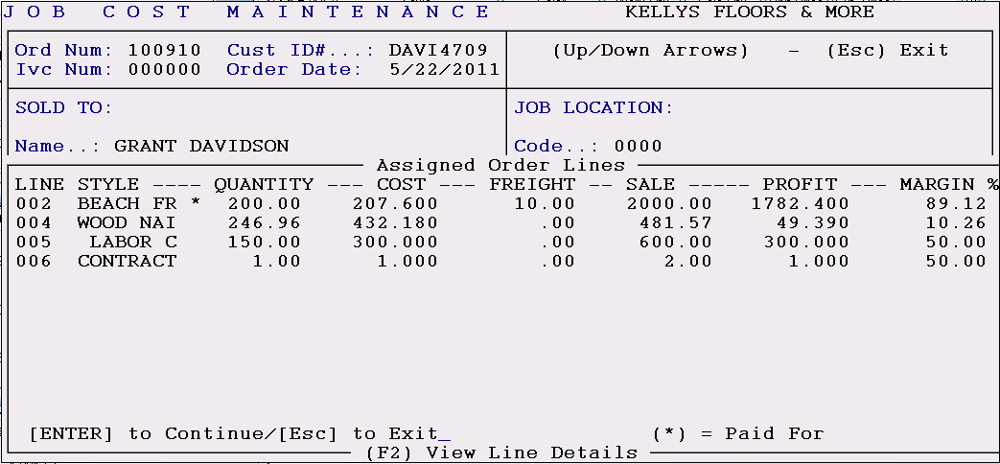 J O B   C O S T   M A I N T E N A N C E   KELLYS FLOORS & MORE
Ord Num: 100910  Cust ID#...: DAVI4709   (Up/Down Arrows)  -  (Esc) Exit
Ivc Num: 000000  Order Date:  5/22/2011
SOLD TO:   JOB LOCATION:
Name..: GRANT DAVIDSON   Code..: 0000
Assigned Order Lines
LINE STYLE ---- QUANTITY --- COST --- FREIGHT -- SALE ----- PROFIT --- MARGIN %
002  BEACH FR *  200.00  207.600  10.00  2000.00  1782.400  89.12
004  WOOD NAI  246.96  432.180  .00  481.57  49.390  10.26
005  LABOR C  150.00  300.000  .00  600.00  300.000  50.00
006  CONTRACT  1.00  1.000  .00  2.00  1.000  50.00
[ENTER] to Continue/[Esc] to Exit_   (*) = Paid For
(F2) View Line Details